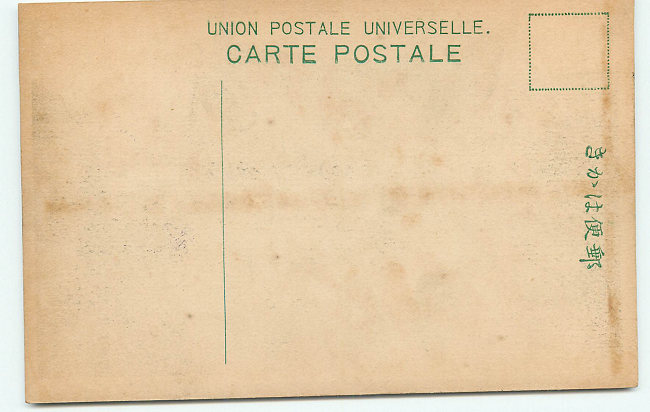 UNION POSTALE UNIVERSELLE.
CARTE POSTALE
郵便はかき